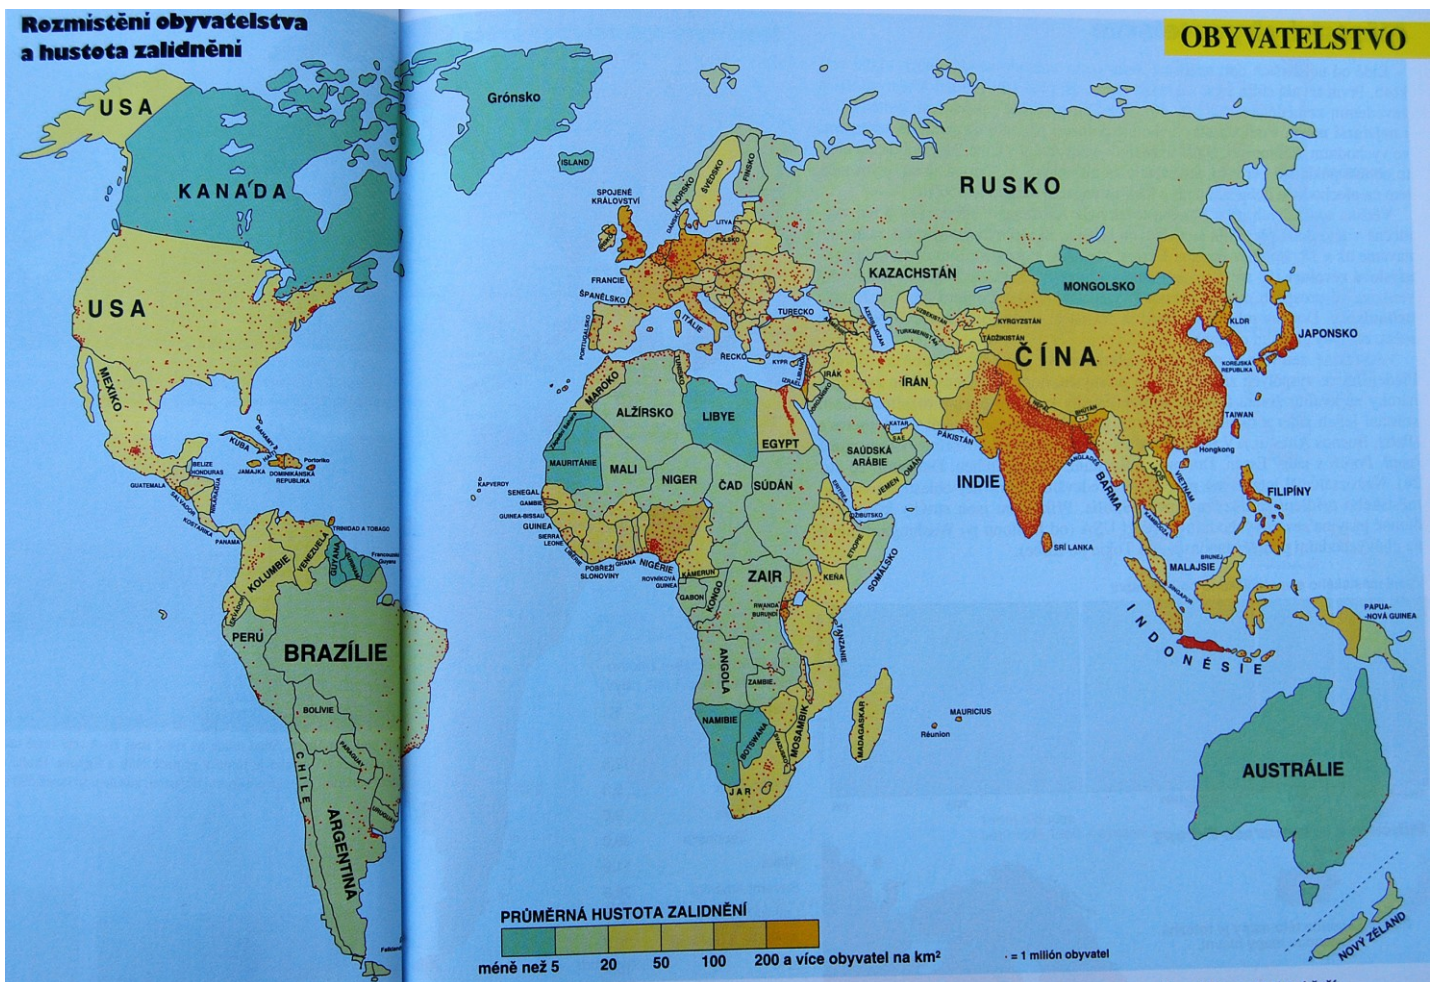 Rozmístění obyvatelstva
a hustota zalidnění
OBYVATELSTVO
USA
KANADA
USA
MEXIKO
Grónsko
ISLAND
SPOJENÉ
KRÁLOVSTVÍ
NORSKO
ŠVÉDSKO
FINSKO
DÁNSKO
LITVA
POLSKO
FRANCIE
ŠPANĚLSKO
PORTUGALSKO
ITÁLIE
ŘECKO
TURECKO
KYPR
RUSKO
KAZACHSTÁN
MONGOLSKO
UZBEKISTÁN
TURKMENISTÁN
KYRGYZSTÁN
TÁDŽIKISTÁN
ÁZERBAJDŽÁN
ČÍNA
KLDR
KOREJSKÁ
REPUBLIKA
JAPONSKO
TAIWAN
Hongkong
ÍRÁN
IRÁK
IZRAEL
LIBANON
JORDÁNSKO
SAÚDSKÁ
ARÁBIE
KATAR
SAE
OMÁN
JEMEN
PÁKISTÁN
INDIE
NEPÁL
BHÚTÁN
BANGLADÉŠ
BARMA
LAOS
VIETNAM
KAMBODŽA
SRÍ LANKA
FILIPÍNY
MALAJSIE
BRUNEJ
SINGAPUR
INDONÉSIE
PAPUA-
-NOVÁ GUINEA
AUSTRÁLIE
NOVÝ ZÉLAND
MAROKO
ALŽÍRSKO
TUNISKO
LIBYE
EGYPT
Západní Sahara
MAURITÁNIE
MALI
NIGER
ČAD
SÚDÁN
ERITREA
DŽIBUTSKO
ETIOPIE
SOMÁLSKO
KAPVERDY
SENEGAL
GAMBIE
GUINEA-BISSAU
GUINEA
SIERRA
LEONE
LIBÉRIE
POBŘEŽÍ
SLONOVINY
GHANA
NIGÉRIE
ROVNÍKOVÁ
GUINEA
KAMERUN
GABON
KONGO
ZAIR
RWANDA
BURUNDI
KEŇA
TANZANIE
ANGOLA
ZAMBIE
NAMIBIE
BOTSWANA
MOSAMBIK
MADAGASKAR
MAURICIUS
Réunion
JAR
KUBA
BAHAMY
JAMAJKA
DOMINIKÁNSKÁ
REPUBLIKA
Portoriko
BELIZE
HONDURAS
GUATEMALA
SALVADOR
NIKARAGUA
KOSTARIKA
PANAMA
TRINIDAD A TOBAGO
VENEZUELA
GUYANA
SURINAM
Francouzská
Guyana
KOLUMBIE
EKVÁDOR
PERU
BRAZÍLIE
BOLÍVIE
PARAGUAY
CHILE
URUGUAY
ARGENTINA
PRŮMĚRNÁ HUSTOTA ZALIDNĚNÍ
méně než 5 20 50 100 200 a více obyvatel na km²
· = 1 milión obyvatel